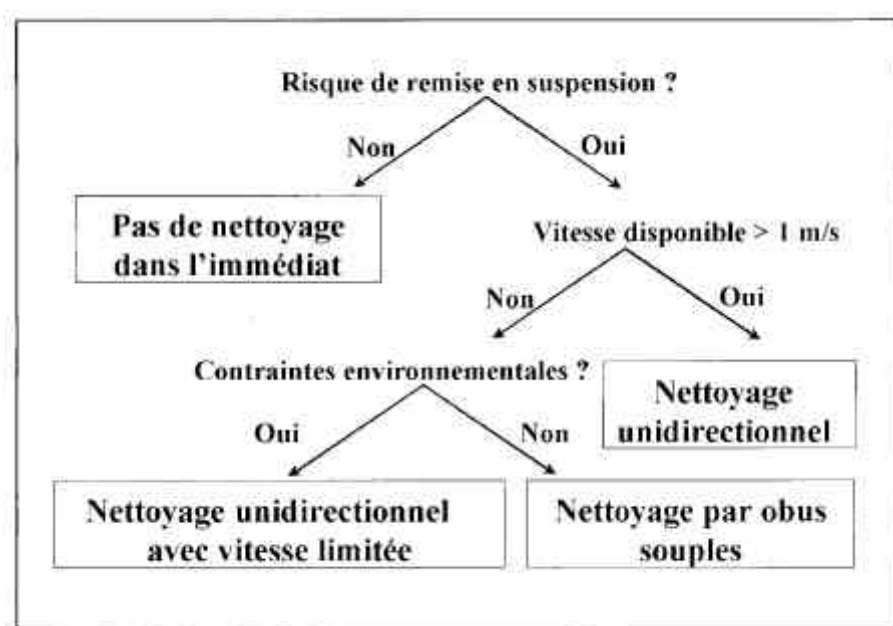 Risque de remise en suspension ?
Non
Oui
Pas de nettoyage
dans l'immédiat
Vitesse disponible > 1 m/s
Non
Oui
Contraintes environnementales ?
Nettoyage
unidirectionnel
Oui
Non
Nettoyage unidirectionnel
avec vitesse limitée
Nettoyage par obus
souples